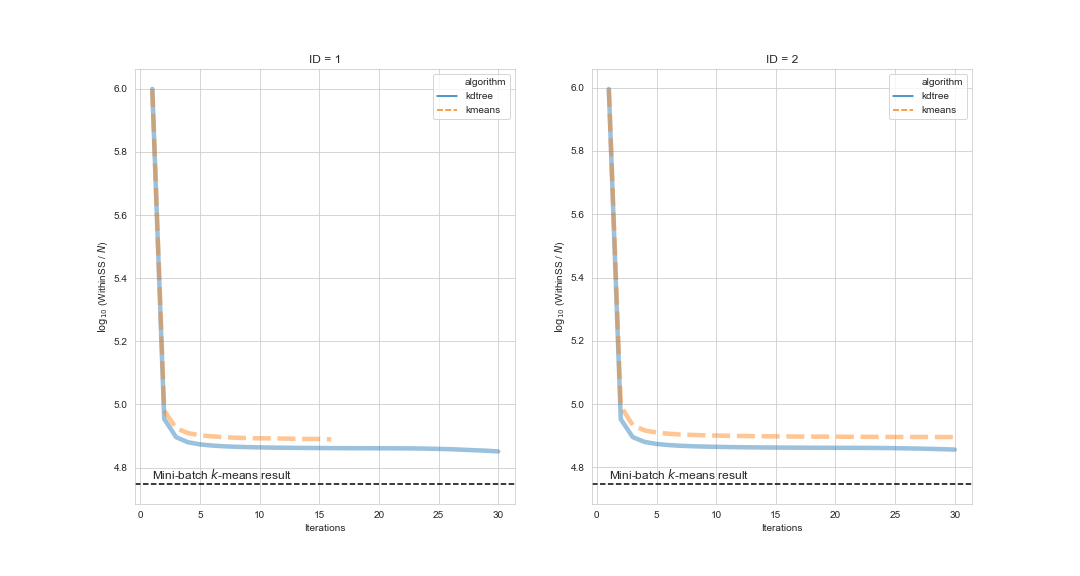 ID = 1
algorithm
kdtree
kmeans
6.0
5.8
5.6
5.4
5.2
5.0
4.8
log₁₀ (WithinSS / N)
Mini-batch k-means result
0 5 10 15 20 25 30
Iterations
ID = 2
algorithm
kdtree
kmeans
6.0
5.8
5.6
5.4
5.2
5.0
4.8
log₁₀ (WithinSS / N)
Mini-batch k-means result
0 5 10 15 20 25 30
Iterations